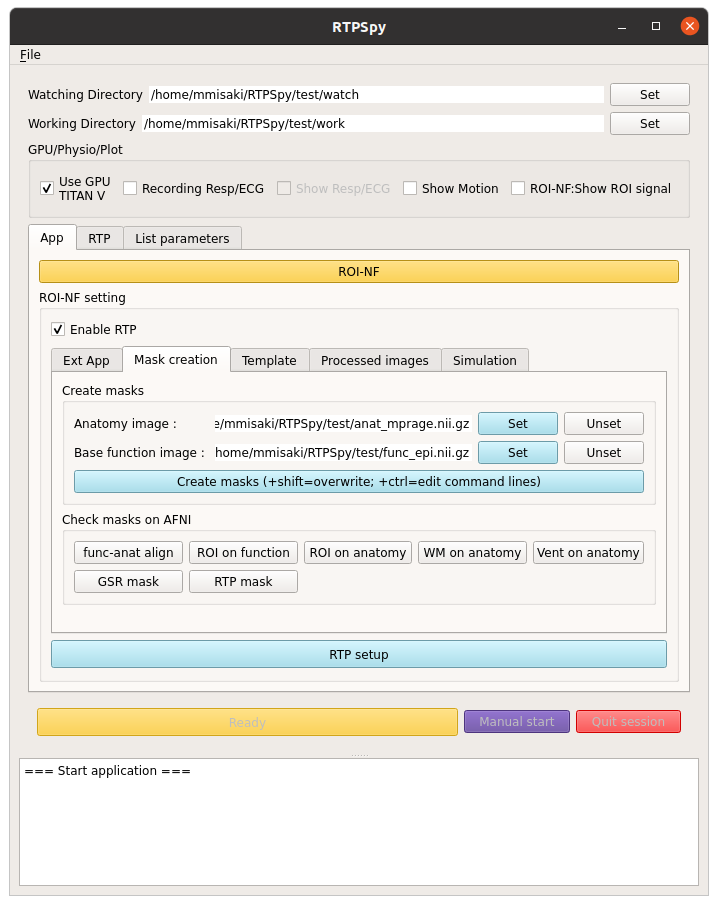 RTPSpy
File
Watching Directory /home/mmisaki/RTPSpy/test/watch Set
Working Directory /home/mmisaki/RTPSpy/test/work Set
GPU/Physio/Plot
Use GPU
TITAN V
Recording Resp/ECG Show Resp/ECG Show Motion ROI-NF:Show ROI signal
App RTP List parameters
ROI-NF
ROI-NF setting
Enable RTP
Ext App Mask creation Template Processed images Simulation
Create masks
Anatomy image : e/mmisaki/RTPSpy/test/anat_mprage.nii.gz Set Unset
Base function image : home/mmisaki/RTPSpy/test/func_epi.nii.gz Set Unset
Create masks (+shift=overwrite; +ctrl=edit command lines)
Check masks on AFNI
func-anat align ROI on function ROI on anatomy WM on anatomy Vent on anatomy
GSR mask RTP mask
RTP setup
Ready Manual start Quit session
=== Start application ===